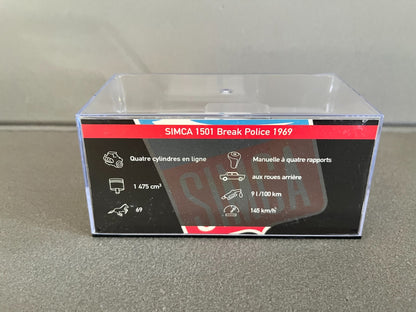 SIMCA 1501 Break Police 1969
Quatre cylindres en ligne
1 475 cm³
69
Manuelle à quatre rapports
aux roues arrière
9 l/100 km
145 km/h
SIMCA